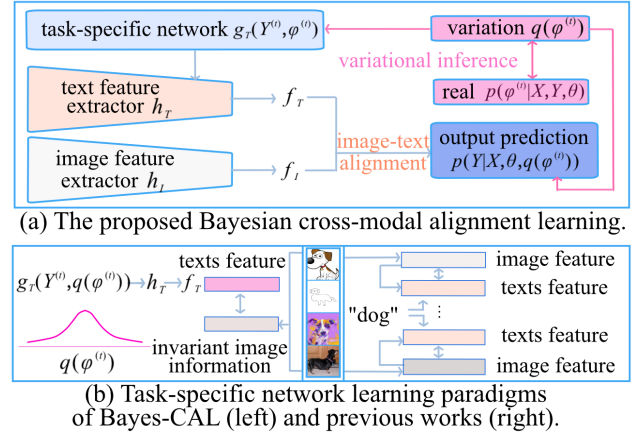 task-specific network g_T(Y^(t),φ^(t))
variation q(φ^(t))
variational inference
text feature
extractor h_T
f_T
real p(φ^(t)|X,Y,θ)
image-text
alignment
output prediction
p(Y|X,θ,q(φ^(t)))
image feature
extractor h_I
f_I
(a) The proposed Bayesian cross-modal alignment learning.
texts feature
g_T(Y^(t),q(φ^(t)))→h_T→f_T
q(φ^(t))
invariant image
information
image feature
texts feature
"dog"
⋮
texts feature
image feature
(b) Task-specific network learning paradigms
of Bayes-CAL (left) and previous works (right).